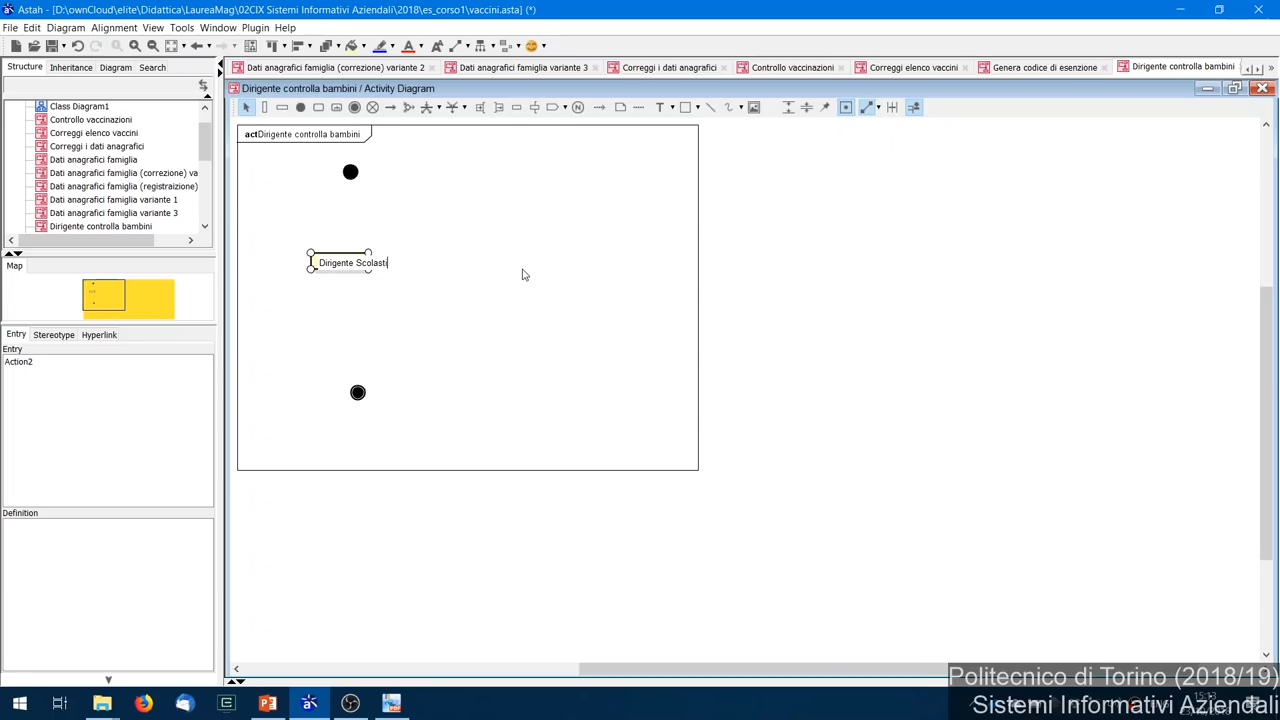 Astah - [D:\ownCloud\elite\Didattica\LaureaMag\02CIX Sistemi Informativi Aziendali\2018\es_corso1\vaccini.asta] (*)
File Edit Diagram Alignment View Tools Window Plugin Help
Structure Inheritance Diagram Search
Dati anagrafici famiglia (correzione) variante 2
Dati anagrafici famiglia variante 3
Correggi i dati anagrafici
Controllo vaccinazioni
Correggi elenco vaccini
Genera codice di esenzione
Dirigente controlla bambini
Dirigente controlla bambini / Activity Diagram
Class Diagram1
Controllo vaccinazioni
Correggi elenco vaccini
Correggi i dati anagrafici
Dati anagrafici famiglia
Dati anagrafici famiglia (correzione) va
Dati anagrafici famiglia (registraizione)
Dati anagrafici famiglia variante 1
Dati anagrafici famiglia variante 3
Dirigente controlla bambini
Map
Entry Stereotype Hyperlink
Entry
Action2
Definition
act Dirigente controlla bambini
Dirigente Scolasti
Politecnico di Torino (2018/19)
Sistemi Informativi Aziendali
15:13